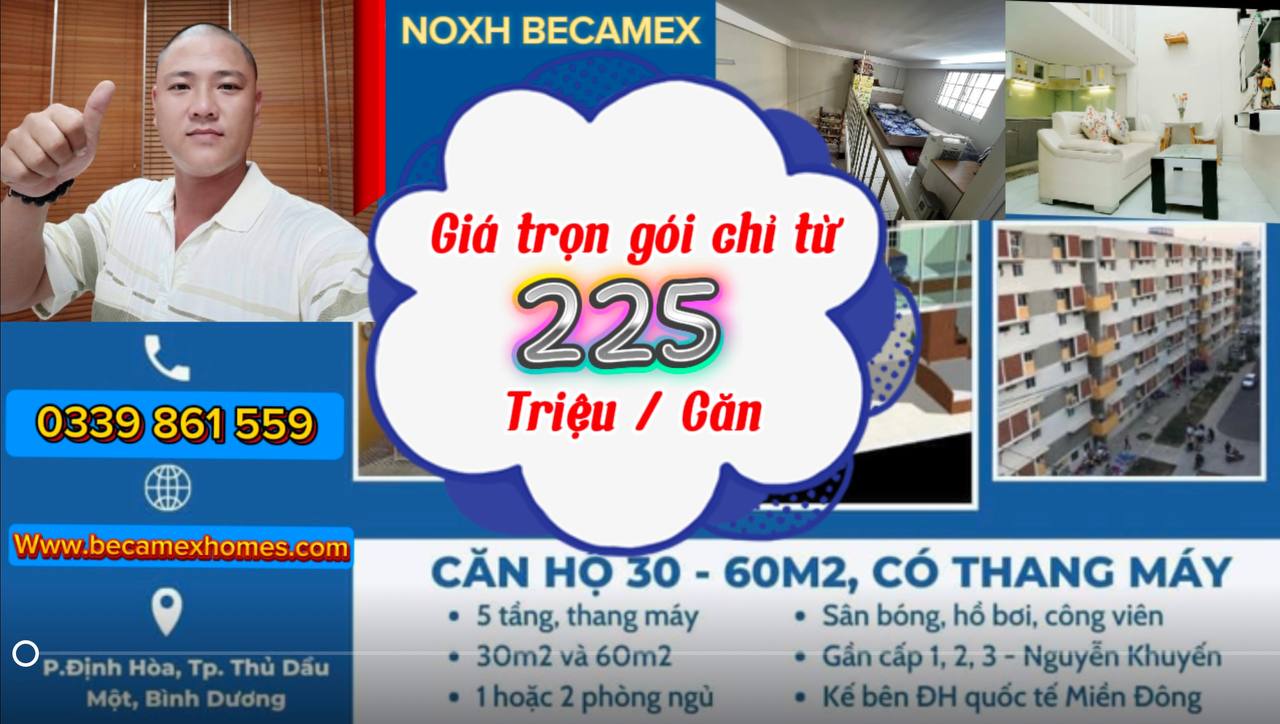 NOXH BECAMEX
Giá trọn gói chỉ từ
225
Triệu / Căn
0339 861 559
Www.becamexhomes.com
P.Định Hòa, Tp. Thủ Dầu
Một, Bình Dương
CĂN HỘ 30 - 60M2, CÓ THANG MÁY
• 5 tầng, thang máy
• 30m2 và 60m2
• 1 hoặc 2 phòng ngủ
• Sân bóng, hồ bơi, công viên
• Gần cấp 1, 2, 3 - Nguyễn Khuyến
• Kế bên ĐH quốc tế Miền Đông